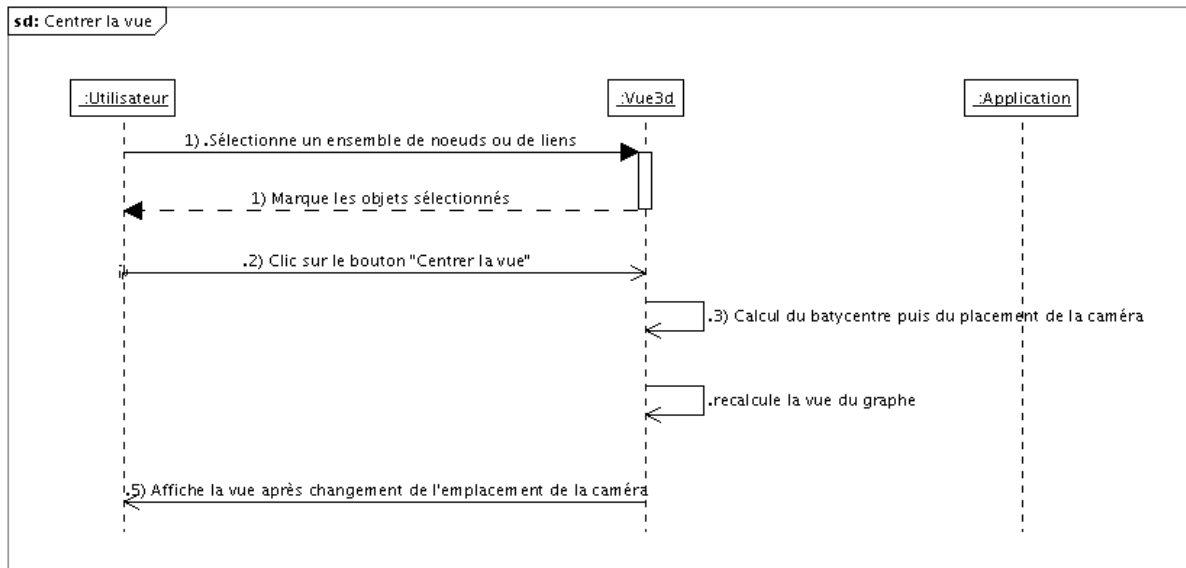 sd: Centrer la vue
_:Utilisateur
_:Vue3d
_:Application
1) .Sélectionne un ensemble de noeuds ou de liens
1) Marque les objets sélectionnés
.2) Clic sur le bouton "Centrer la vue"
.3) Calcul du batycentre puis du placement de la caméra
.recalcule la vue du graphe
.5) Affiche la vue après changement de l'emplacement de la caméra